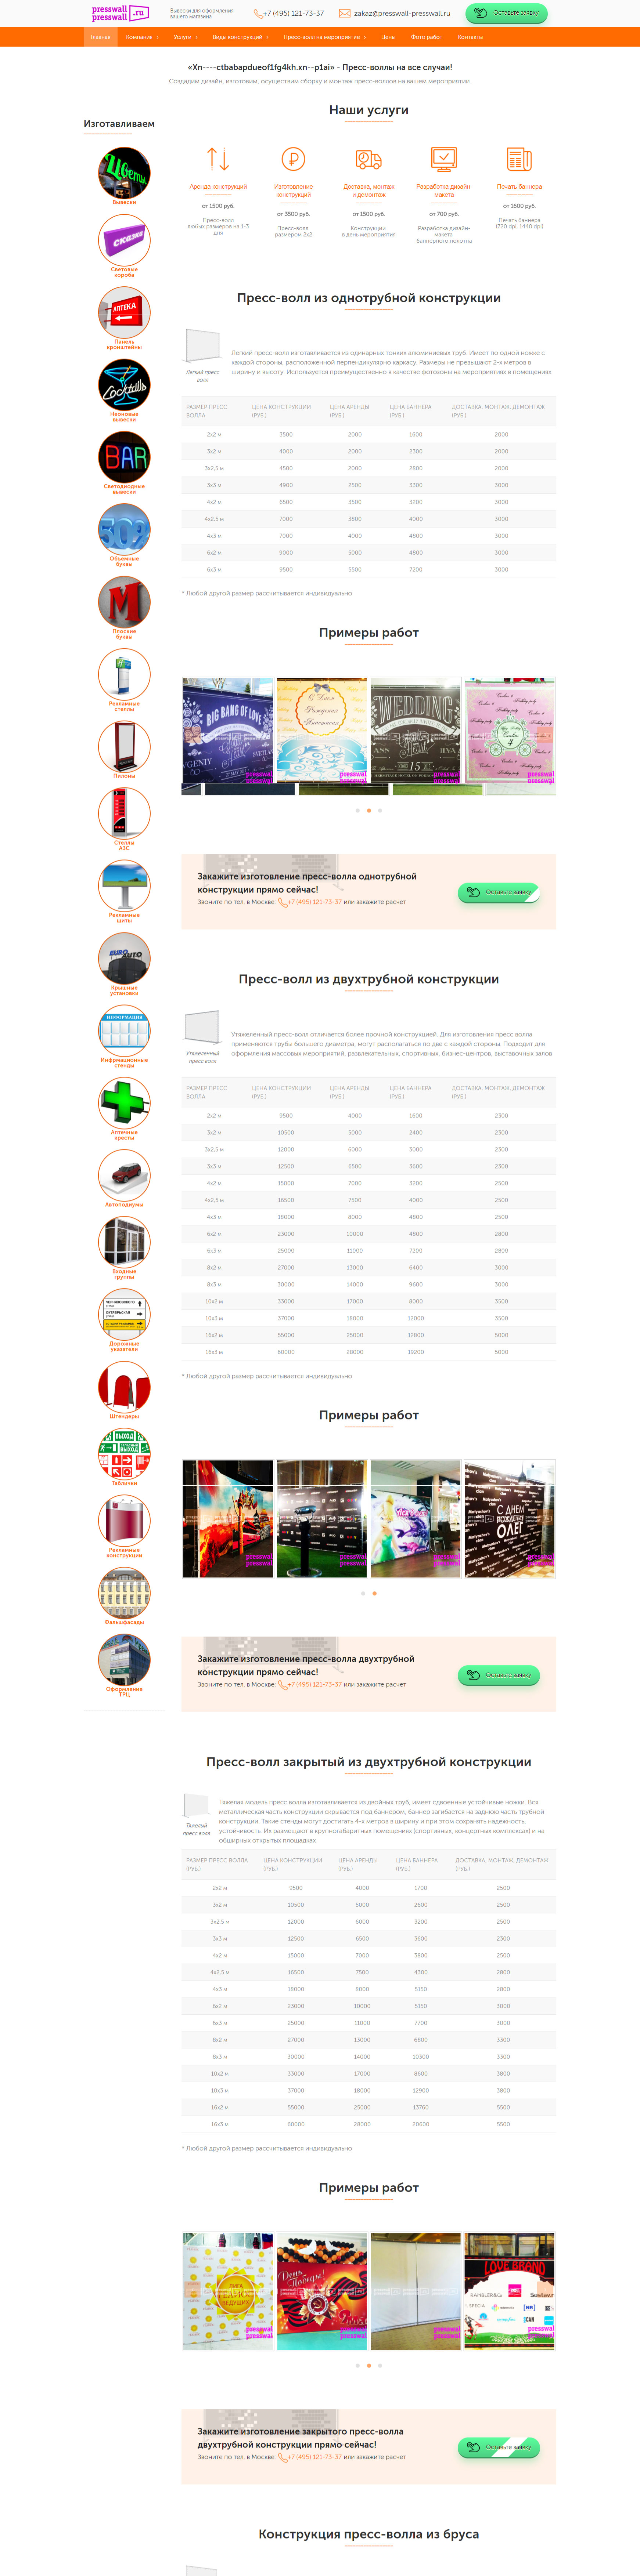 presswall
presswall
.ru
Вывески для оформления
вашего магазина
+7 (495) 121-73-37
zakaz@presswall-presswall.ru
Оставьте заявку
Главная
Компания
Услуги
Виды конструкций
Пресс-волл на мероприятие
Цены
Фото работ
Контакты
«Xn----ctbabapdueof1fg4kh.xn--p1ai» - Пресс-воллы на все случаи!
Создадим дизайн, изготовим, осуществим сборку и монтаж пресс-воллов на вашем мероприятии.
Изготавливаем
Вывески
Световые
короба
Панель
кронштейны
Неоновые
вывески
Светодиодные
вывески
Объемные
буквы
Плоские
буквы
Рекламные
стеллы
Пиллоны
Стеллы
АЗС
Рекламные
щиты
Крышные
установки
Инфрмационные
стенды
Аптечные
кресты
Автоподиумы
Входные
группы
Дорожные
указатели
Штендеры
Таблички
Рекламные
конструкции
Фальшфасады
Оформление
ТРЦ
Наши услуги
Аренда конструкций
от 1500 руб.
Пресс-волл
любых размеров на 1-3
дня
Изготовление
конструкций
от 3500 руб.
Пресс-волл
размером 2х2
Доставка, монтаж
и демонтаж
от 1500 руб.
Конструкции
в день мероприятия
Разработка дизайн-
макета
от 700 руб.
Разработка дизайн-
макета
баннерного полотна
Печать баннера
от 1600 руб.
Печать баннера
(720 dpi, 1440 dpi)
Пресс-волл из однотрубной конструкции
Легкий пресс
волл
Легкий пресс-волл изготавливается из одинарных тонких алюминиевых труб. Имеет по одной ножке с
каждой стороны, расположенной перпендикулярно каркасу. Размеры не превышают 2-х метров в
ширину и высоту. Используется преимущественно в качестве фотозоны на мероприятиях в помещениях
РАЗМЕР ПРЕСС ВОЛЛА ЦЕНА КОНСТРУКЦИИ (РУБ.) ЦЕНА АРЕНДЫ (РУБ.) ЦЕНА БАННЕРА (РУБ.) ДОСТАВКА, МОНТАЖ, ДЕМОНТАЖ (РУБ.)
2х2 м 3500 2000 1600 2000
3х2 м 4000 2000 2300 2000
3х2,5 м 4500 2000 2800 2000
3х3 м 4900 2500 3300 3000
4х2 м 6500 3500 3200 3000
4х2,5 м 7000 3800 4000 3000
4х3 м 7000 4000 4800 3000
6х2 м 9000 5000 4800 3000
6х3 м 9500 5500 7200 3000
* Любой другой размер рассчитывается индивидуально
Примеры работ
BIG BANG OF LOVE
WEDDING
Закажите изготовление пресс-волла однотрубной
конструкции прямо сейчас!
Звоните по тел. в Москве: +7 (495) 121-73-37 или закажите расчет
Оставьте заявку
Пресс-волл из двухтрубной конструкции
Утяжеленный
пресс волл
Утяжеленный пресс-волл отличается более прочной конструкцией. Для изготовления пресс волла
применяются трубы большего диаметра, могут располагаться по две с каждой стороны. Подходит для
оформления массовых мероприятий, развлекательных, спортивных, бизнес-центров, выставочных залов
РАЗМЕР ПРЕСС ВОЛЛА ЦЕНА КОНСТРУКЦИИ (РУБ.) ЦЕНА АРЕНДЫ (РУБ.) ЦЕНА БАННЕРА (РУБ.) ДОСТАВКА, МОНТАЖ, ДЕМОНТАЖ (РУБ.)
2х2 м 9500 4000 1600 2300
3х2 м 10500 5000 2400 2300
3х2,5 м 12000 6000 3000 2300
3х3 м 12500 6500 3600 2300
4х2 м 15000 7000 3200 2500
4х2,5 м 16500 7500 4000 2500
4х3 м 18000 8000 4800 2500
6х2 м 23000 10000 4800 2800
6х3 м 25000 11000 7200 2800
8х2 м 27000 13000 6400 3000
8х3 м 30000 14000 9600 3000
10х2 м 33000 17000 8000 3500
10х3 м 37000 18000 12000 3500
16х2 м 55000 25000 12800 5000
16х3 м 60000 28000 19200 5000
* Любой другой размер рассчитывается индивидуально
Примеры работ
С ДНЕМ
РОЖДЕНИЯ
ОЛЕГ
Закажите изготовление пресс-волла двухтрубной
конструкции прямо сейчас!
Звоните по тел. в Москве: +7 (495) 121-73-37 или закажите расчет
Оставьте заявку
Пресс-волл закрытый из двухтрубной конструкции
Тяжелый
пресс волл
Тяжелая модель пресс волла изготавливается из двойных труб, имеет сдвоенные устойчивые ножки. Вся
металлическая часть конструкции скрывается под баннером, баннер загибается на заднюю часть трубной
конструкции. Такие стенды могут достигать 4-х метров в ширину и при этом сохранять надежность,
устойчивость. Их размещают в крупногабаритных помещениях (спортивных, концертных комплексах) и на
обширных открытых площадках.
РАЗМЕР ПРЕСС ВОЛЛА (РУБ.) ЦЕНА КОНСТРУКЦИИ (РУБ.) ЦЕНА АРЕНДЫ (РУБ.) ЦЕНА БАННЕРА (РУБ.) ДОСТАВКА, МОНТАЖ, ДЕМОНТАЖ (РУБ.)
2х2 м 9500 4000 1700 2500
3х2 м 10500 5000 2600 2500
3х2,5 м 12000 6000 3200 2500
3х3 м 12500 6500 3600 2300
4х2 м 15000 7000 3800 2500
4х2,5 м 16500 7500 4300 2800
4х3 м 18000 8000 5150 2800
6х2 м 23000 10000 5150 3000
6х3 м 25000 11000 7700 3000
8х2 м 27000 13000 6800 3300
8х3 м 30000 14000 10300 3300
10х2 м 33000 17000 8600 3800
10х3 м 37000 18000 12900 3800
16х2 м 55000 25000 13760 5500
16х3 м 60000 28000 20600 5500
* Любой другой размер рассчитывается индивидуально
Примеры работ
LOVE BRAND
Закажите изготовление закрытого пресс-волла
двухтрубной конструкции прямо сейчас!
Звоните по тел. в Москве: +7 (495) 121-73-37 или закажите расчет
Оставьте заявку
Конструкция пресс-волла из бруса